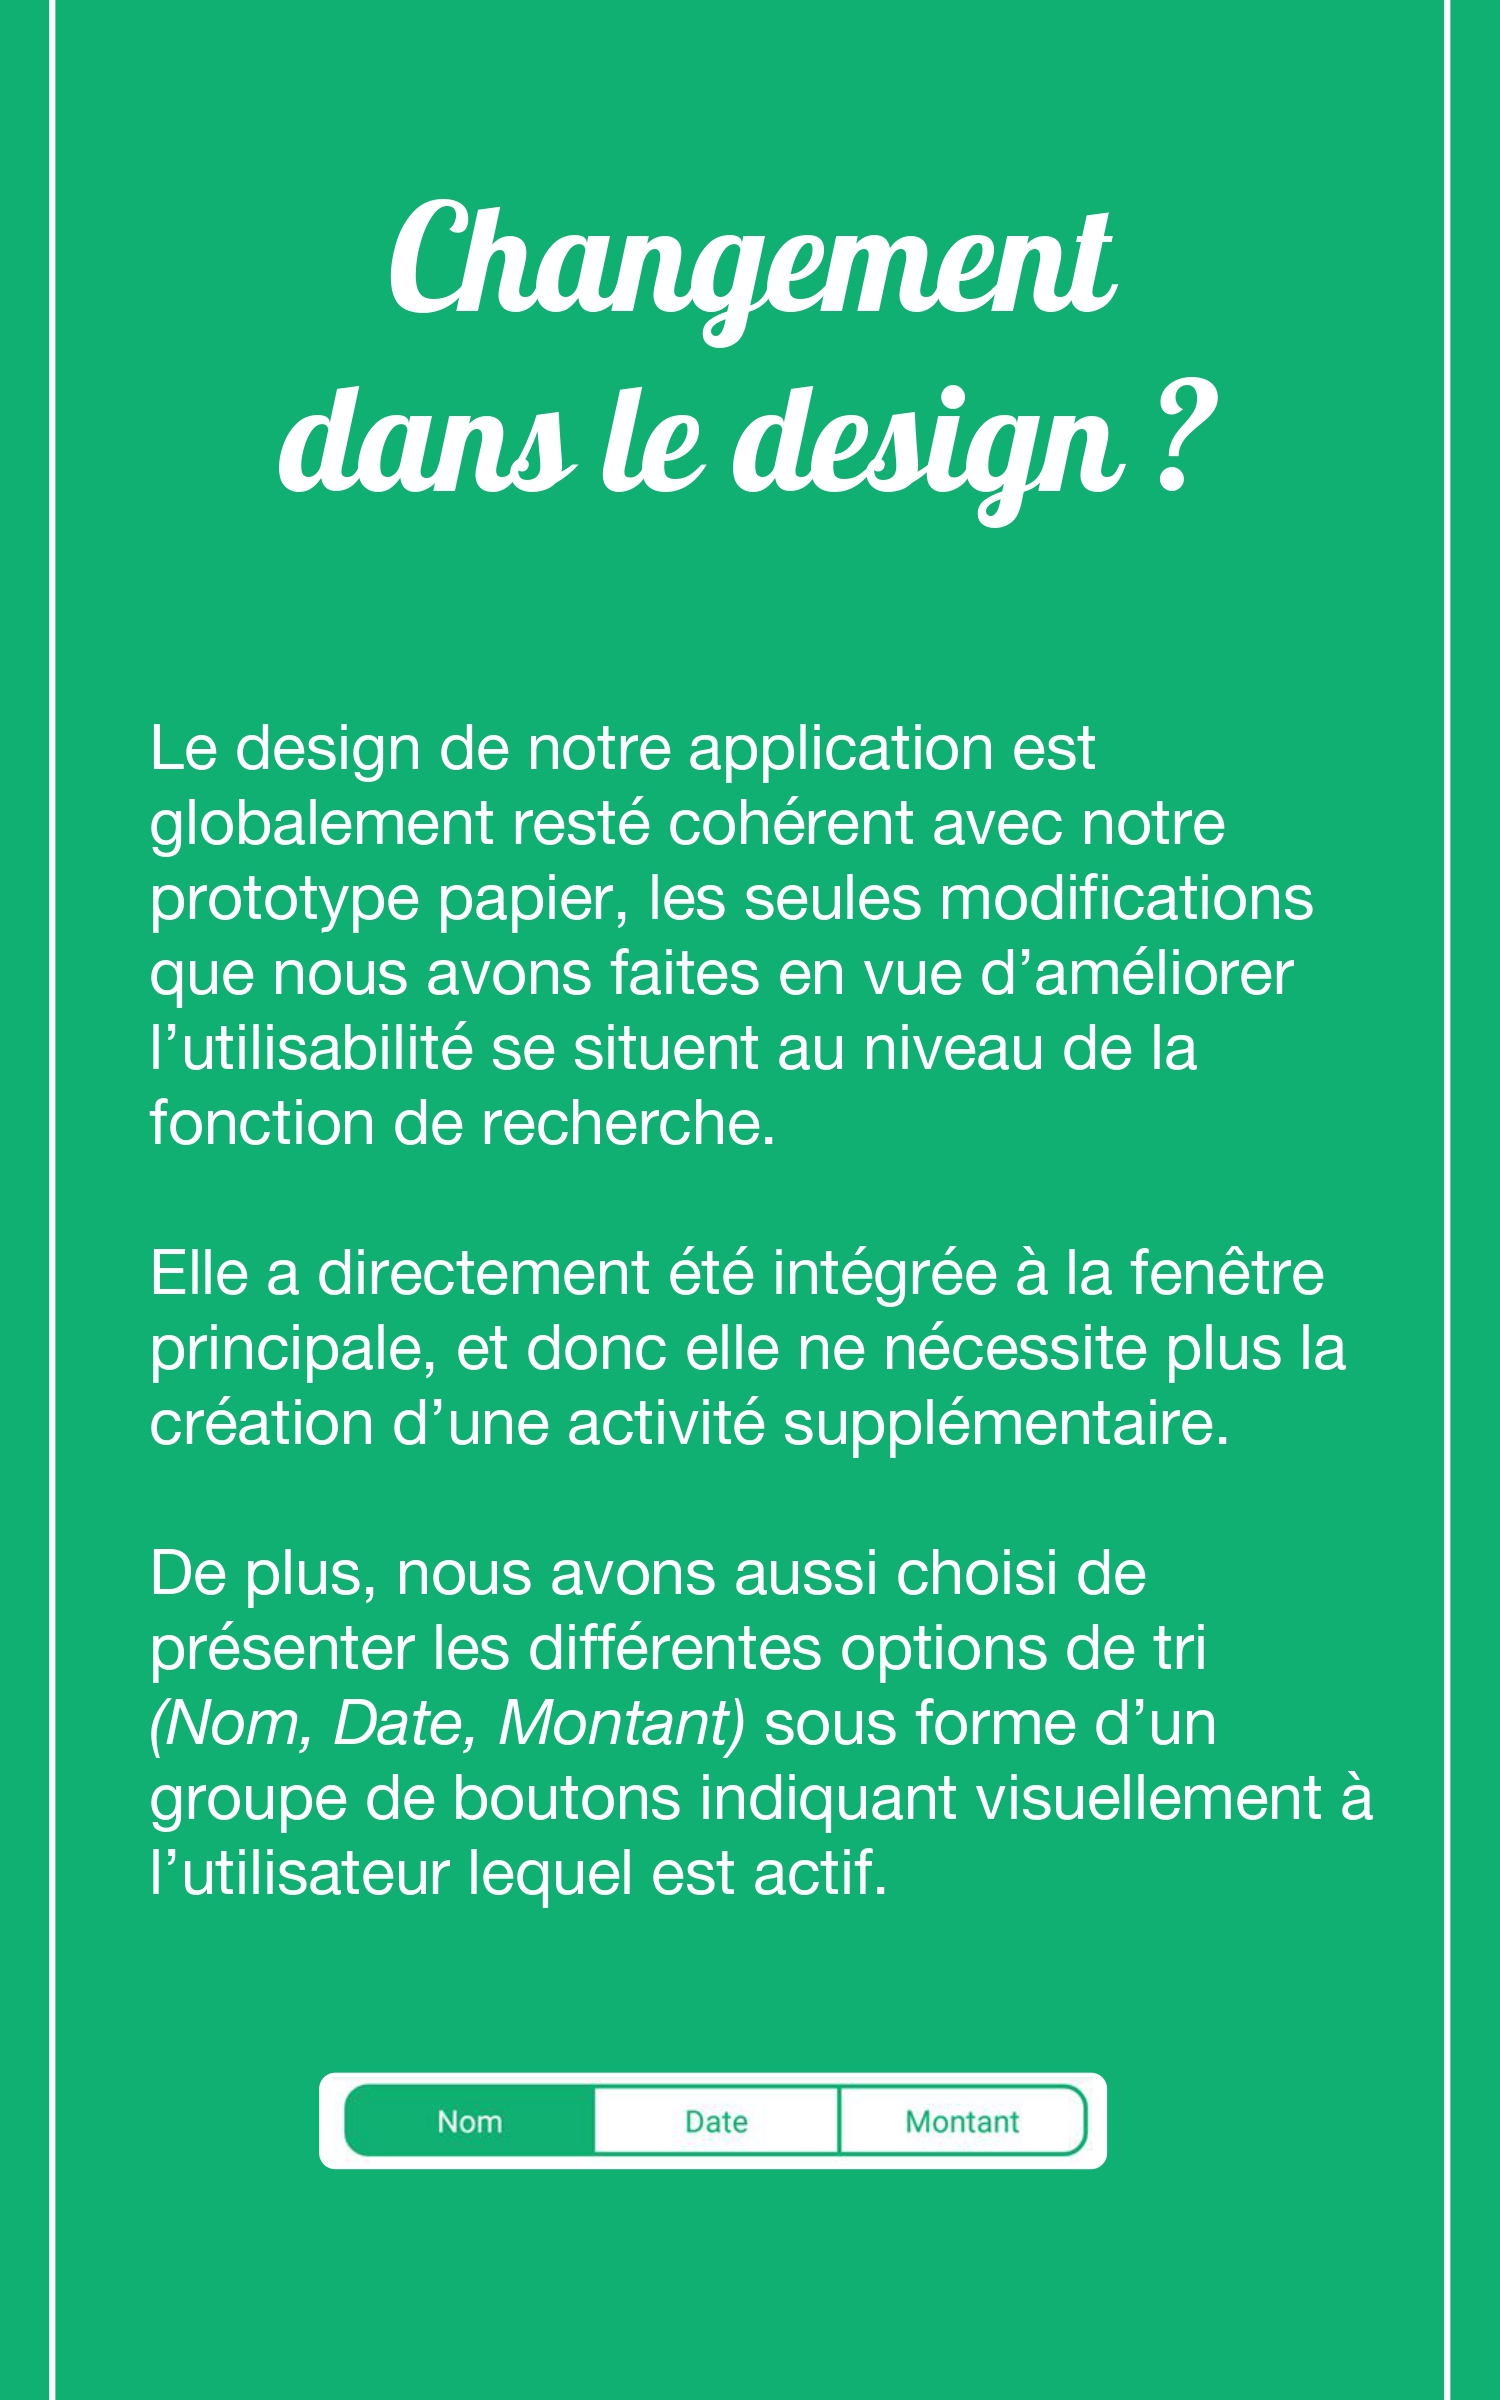 Changement
dans le design ?
Le design de notre application est
globalement resté cohérent avec notre
prototype papier, les seules modifications
que nous avons faites en vue d’améliorer
l’utilisabilité se situent au niveau de la
fonction de recherche.
Elle a directement été intégrée à la fenêtre
principale, et donc elle ne nécessite plus la
création d’une activité supplémentaire.
De plus, nous avons aussi choisi de
présenter les différentes options de tri
(Nom, Date, Montant) sous forme d’un
groupe de boutons indiquant visuellement à
l’utilisateur lequel est actif.
Nom Date Montant